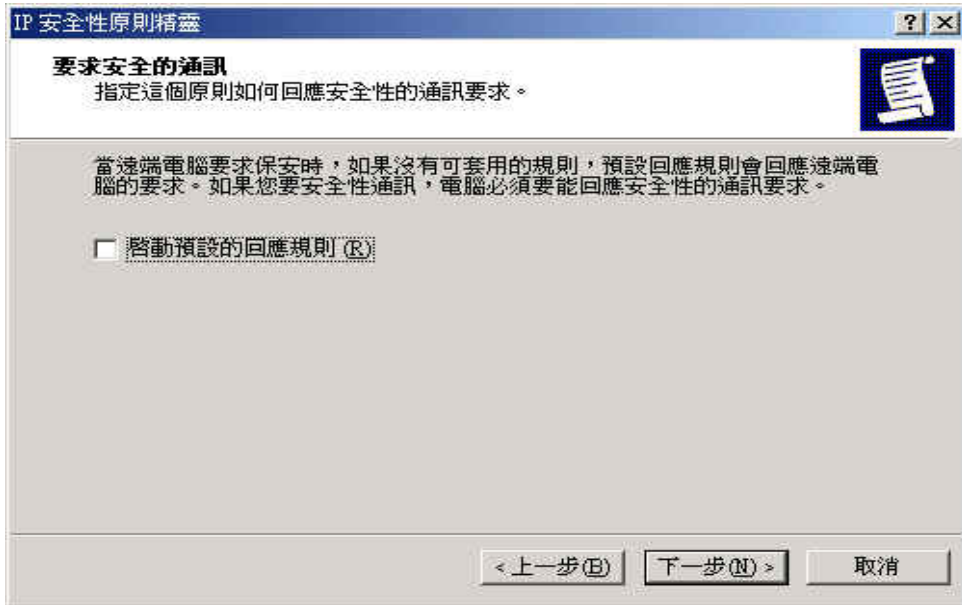 IP 安全性原則精靈
要求安全的通訊
指定這個原則如何回應安全性的通訊要求。
當遠端電腦要求保安時，如果沒有可套用的規則，預設回應規則會回應遠端電
腦的要求。如果您要安全性通訊，電腦必須要能回應安全性的通訊要求。
啓動預設的回應規則(R)
<上一步(B)
下一步(N)>
取消